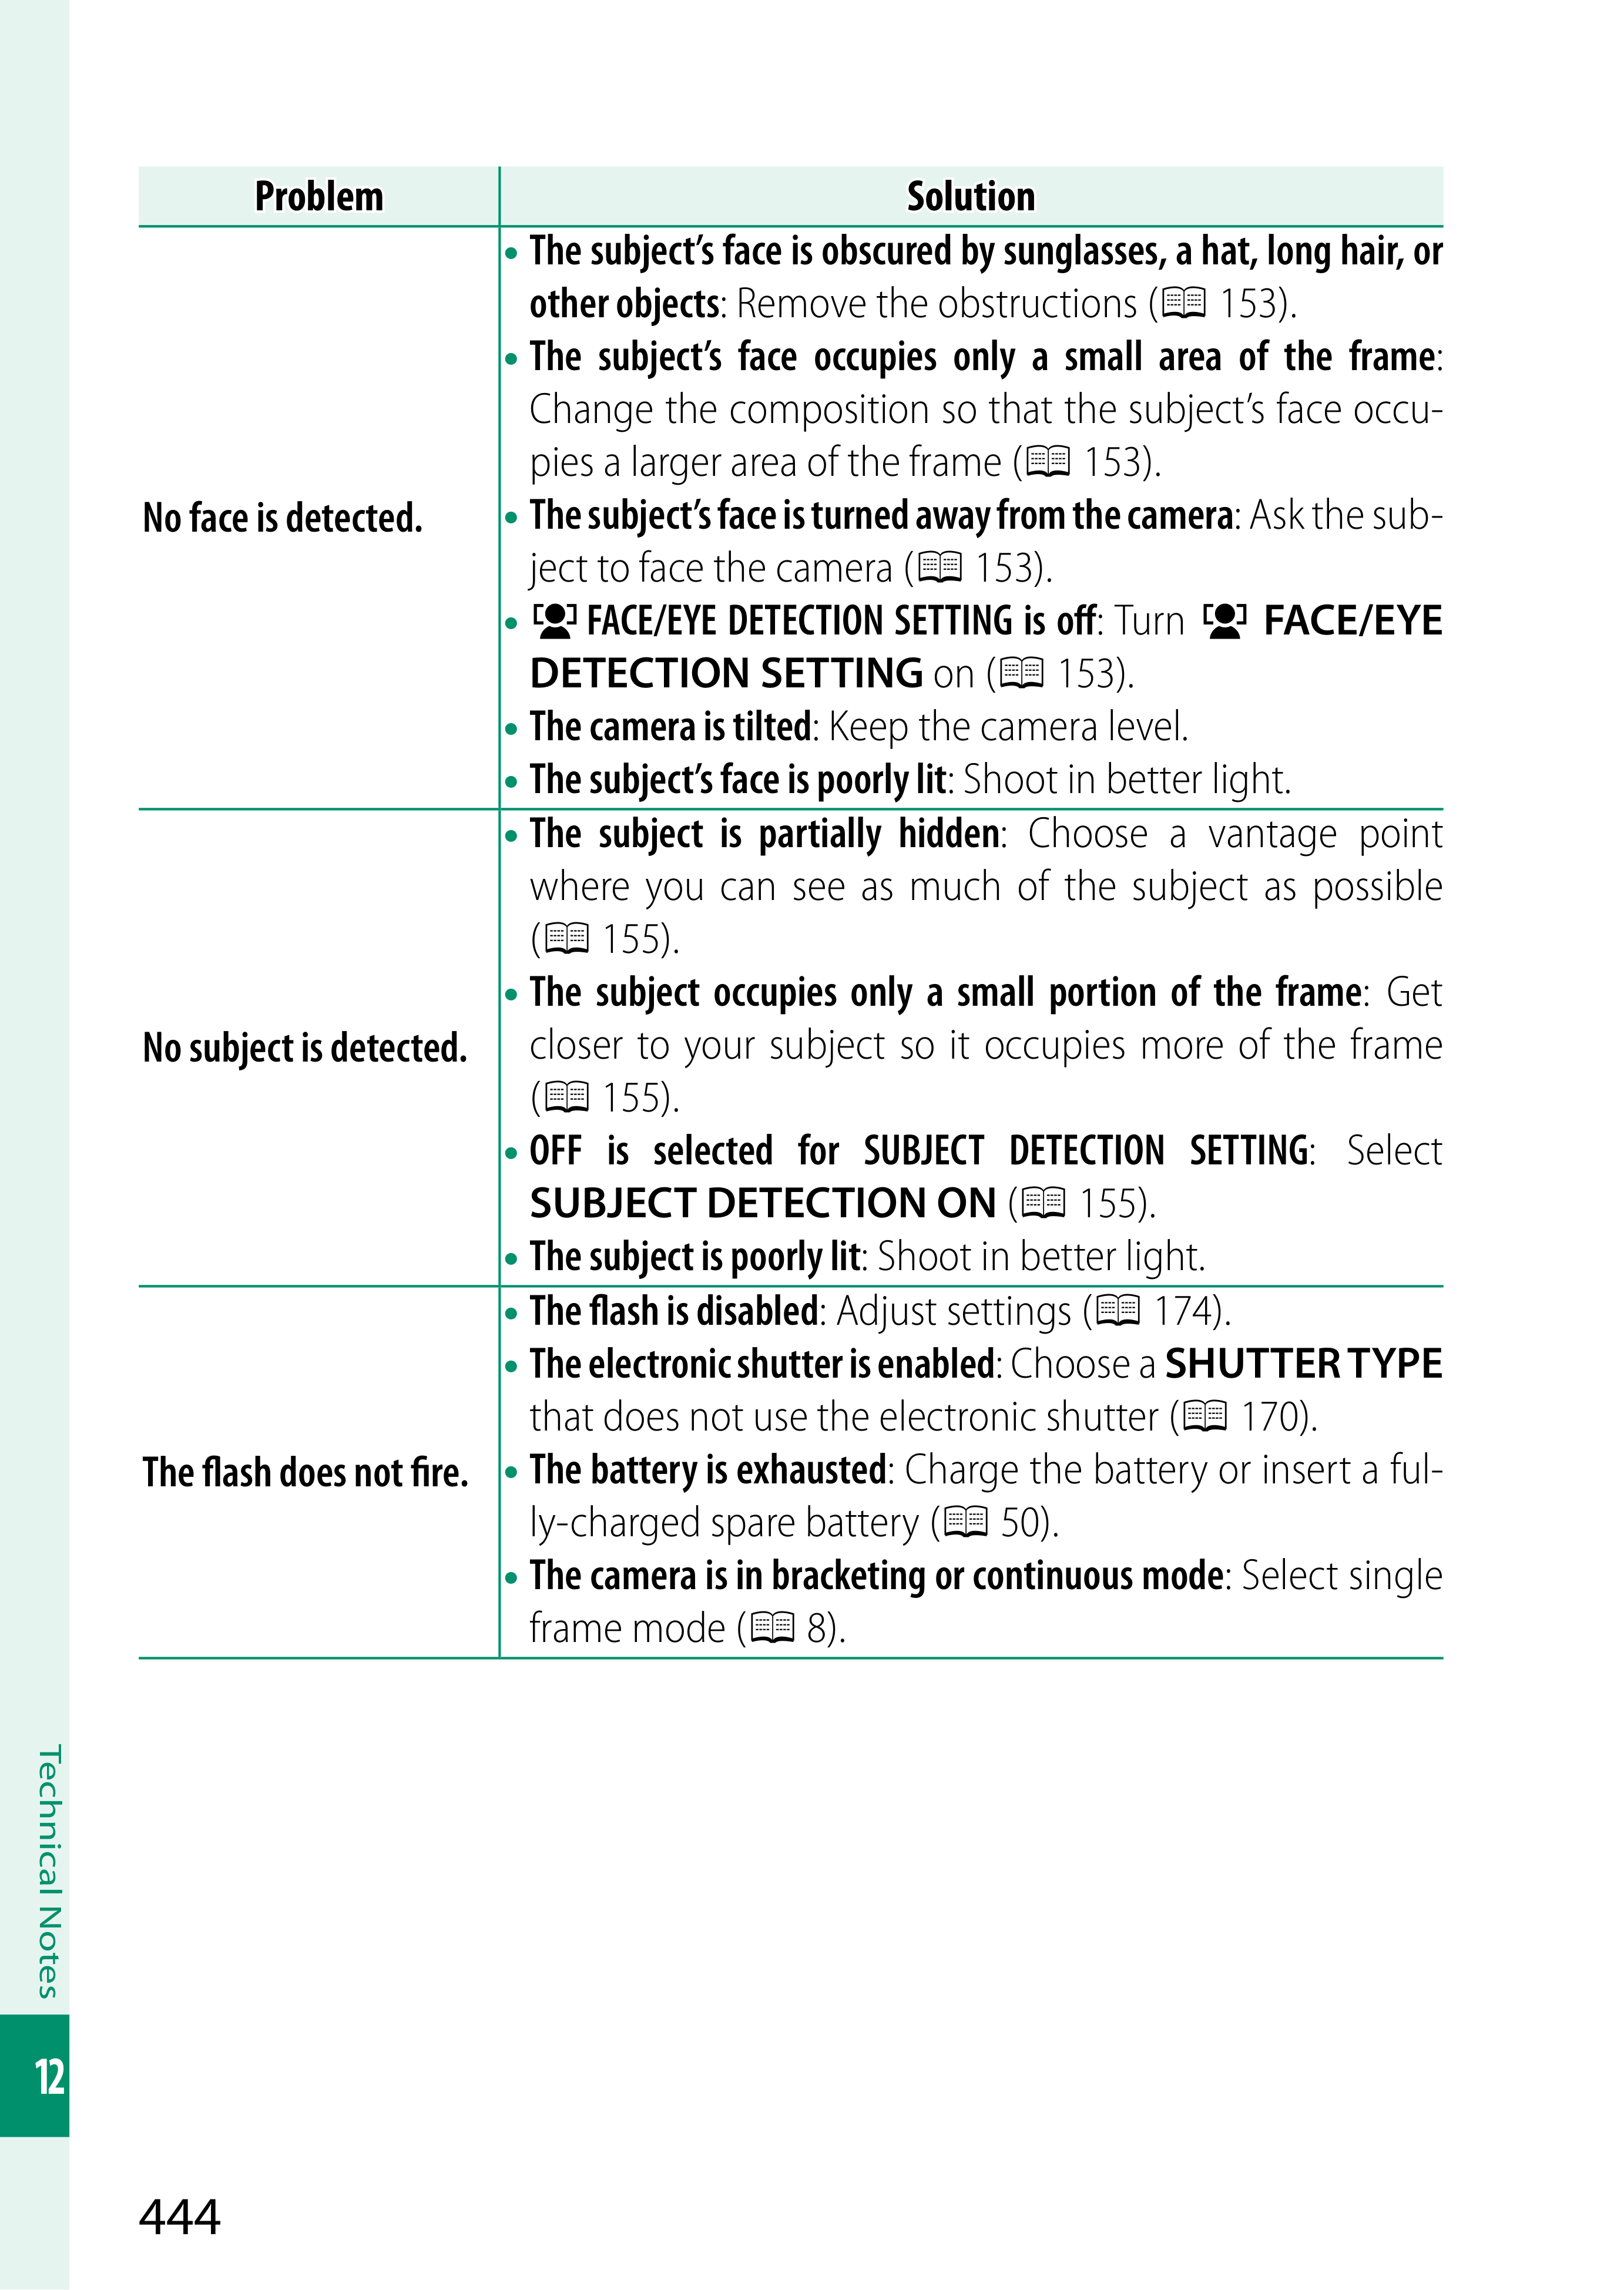 Problem
Solution
No face is detected.
• The subject’s face is obscured by sunglasses, a hat, long hair, or
other objects: Remove the obstructions (153).
• The subject’s face occupies only a small area of the frame:
Change the composition so that the subject’s face occu-
pies a larger area of the frame (153).
• The subject’s face is turned away from the camera: Ask the sub-
ject to face the camera (153).
• FACE/EYE DETECTION SETTING is off: Turn FACE/EYE
DETECTION SETTING on (153).
• The camera is tilted: Keep the camera level.
• The subject’s face is poorly lit: Shoot in better light.
No subject is detected.
• The subject is partially hidden: Choose a vantage point
where you can see as much of the subject as possible
(155).
• The subject occupies only a small portion of the frame: Get
closer to your subject so it occupies more of the frame
(155).
• OFF is selected for SUBJECT DETECTION SETTING: Select
SUBJECT DETECTION ON (155).
• The subject is poorly lit: Shoot in better light.
The flash does not fire.
• The flash is disabled: Adjust settings (174).
• The electronic shutter is enabled: Choose a SHUTTER TYPE
that does not use the electronic shutter (170).
• The battery is exhausted: Charge the battery or insert a ful-
ly-charged spare battery (50).
• The camera is in bracketing or continuous mode: Select single
frame mode (8).
Technical Notes
12
444